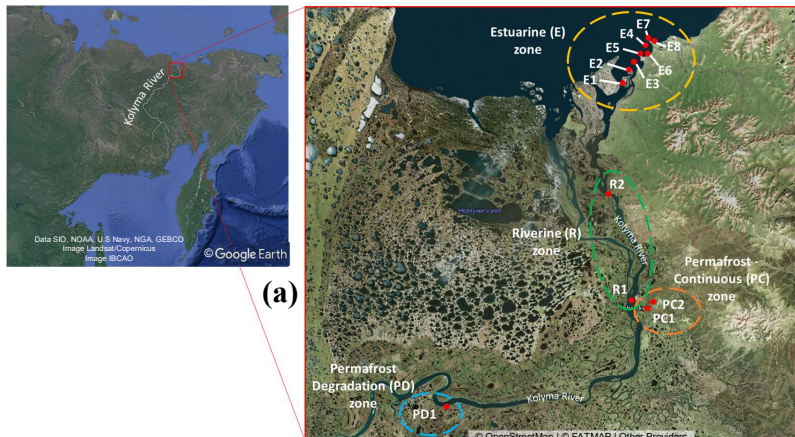 Kolyma River
Data SIO, NOAA, U.S Navy, NGA, GEBCO
Image Landsat/Copernicus
Image IBCAO
© Google Earth
(a)
Estuarine (E)
zone
E7
E4
E5
E8
E2
E6
E1
E3
R2
Riverine (R)
zone
Kolyma River
Permafrost -
Continuous (PC)
zone
R1
PC2
PC1
Permafrost
Degradation (PD)
zone
PD1
Kolyma River
© OpenStreetMap | © FATMAP | Other Providers